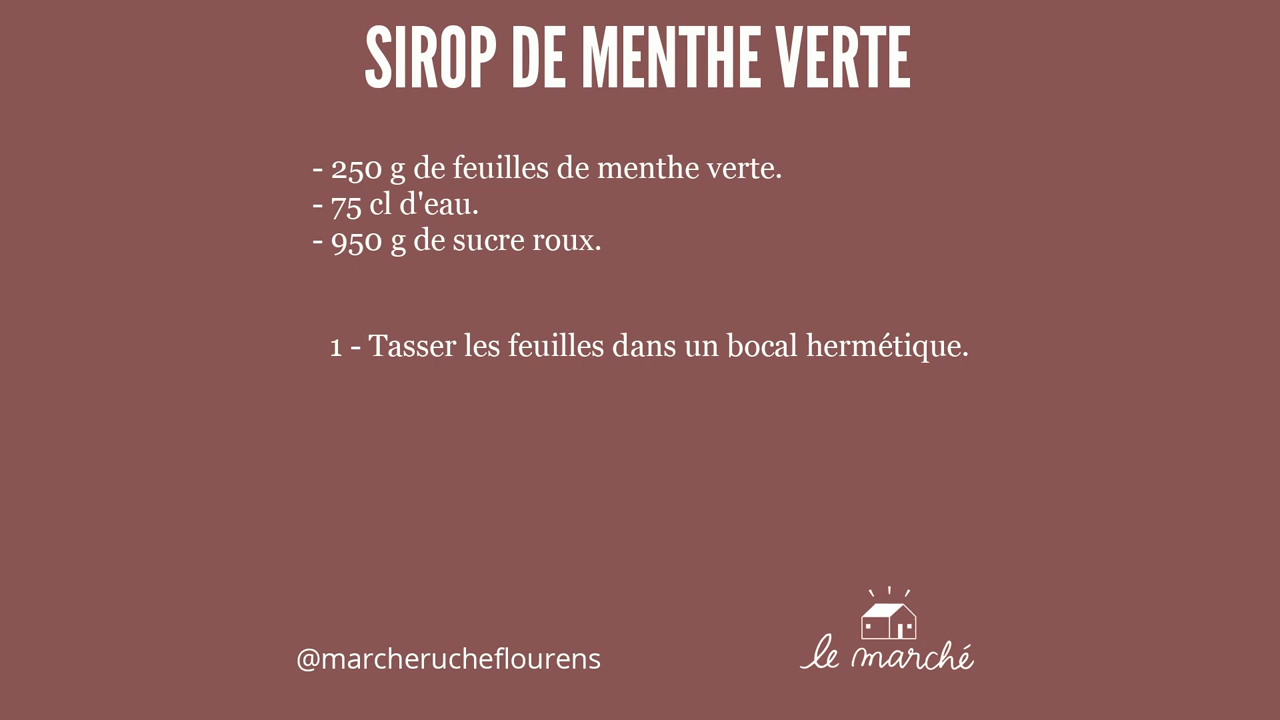 SIROP DE MENTHE VERTE
- 250 g de feuilles de menthe verte.
- 75 cl d'eau.
- 950 g de sucre roux.
1 - Tasser les feuilles dans un bocal hermétique.
@marcherucheflourens
le marché